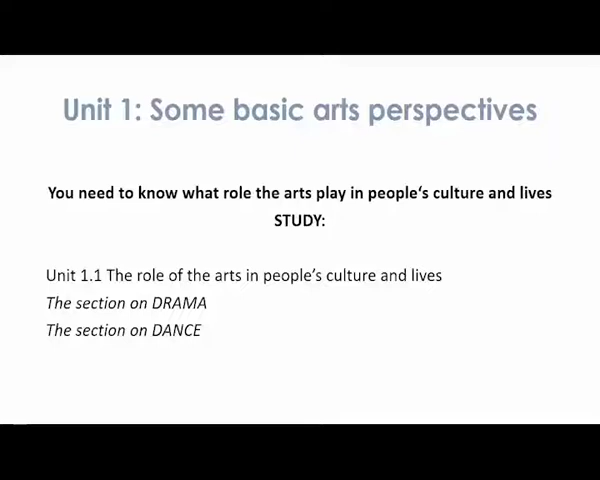 Unit 1: Some basic arts perspectives
You need to know what role the arts play in people‘s culture and lives
STUDY:
Unit 1.1 The role of the arts in people’s culture and lives
The section on DRAMA
The section on DANCE